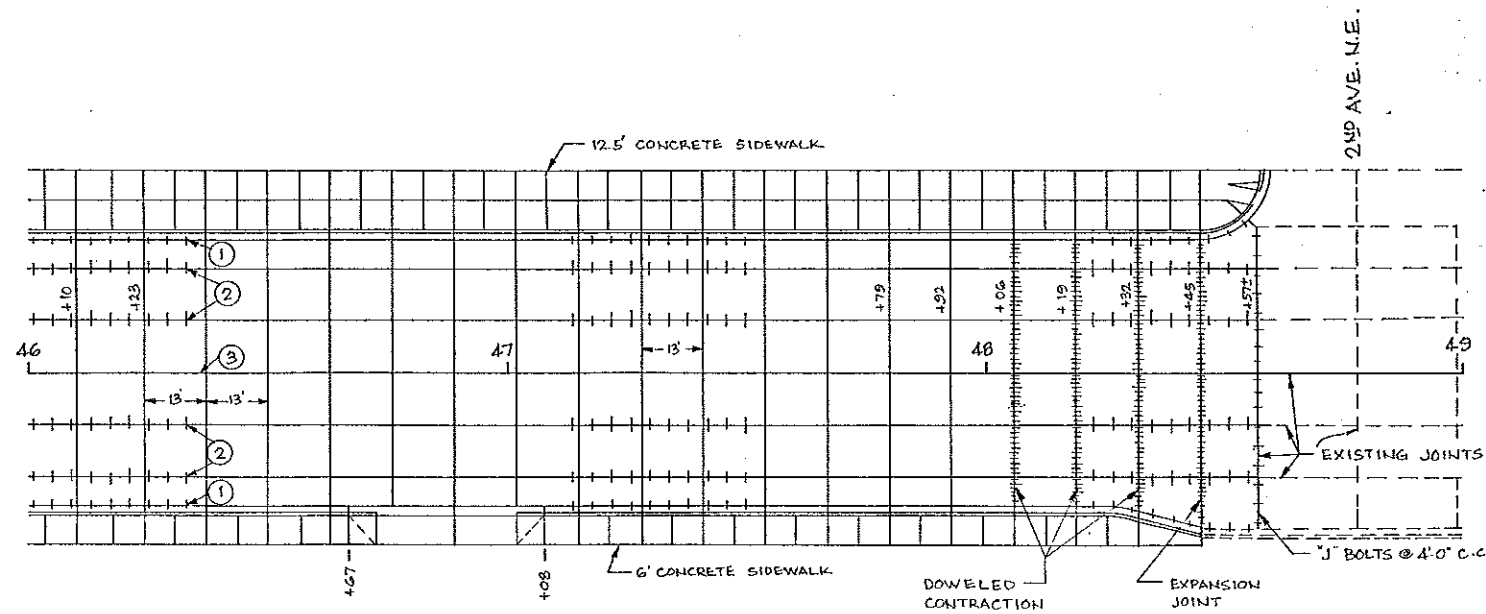 2ND AVE. N.E.
12.5' CONCRETE SIDEWALK
1
+10
+23
2
+79
+92
+06
+19
+32
+45
+57±
46
3
47
13'
48
49
13'
13'
2
EXISTING JOINTS
1
"J" BOLTS @ 4'-0" C.C
+67
+08
6' CONCRETE SIDEWALK
DOWELED
CONTRACTION
EXPANSION
JOINT